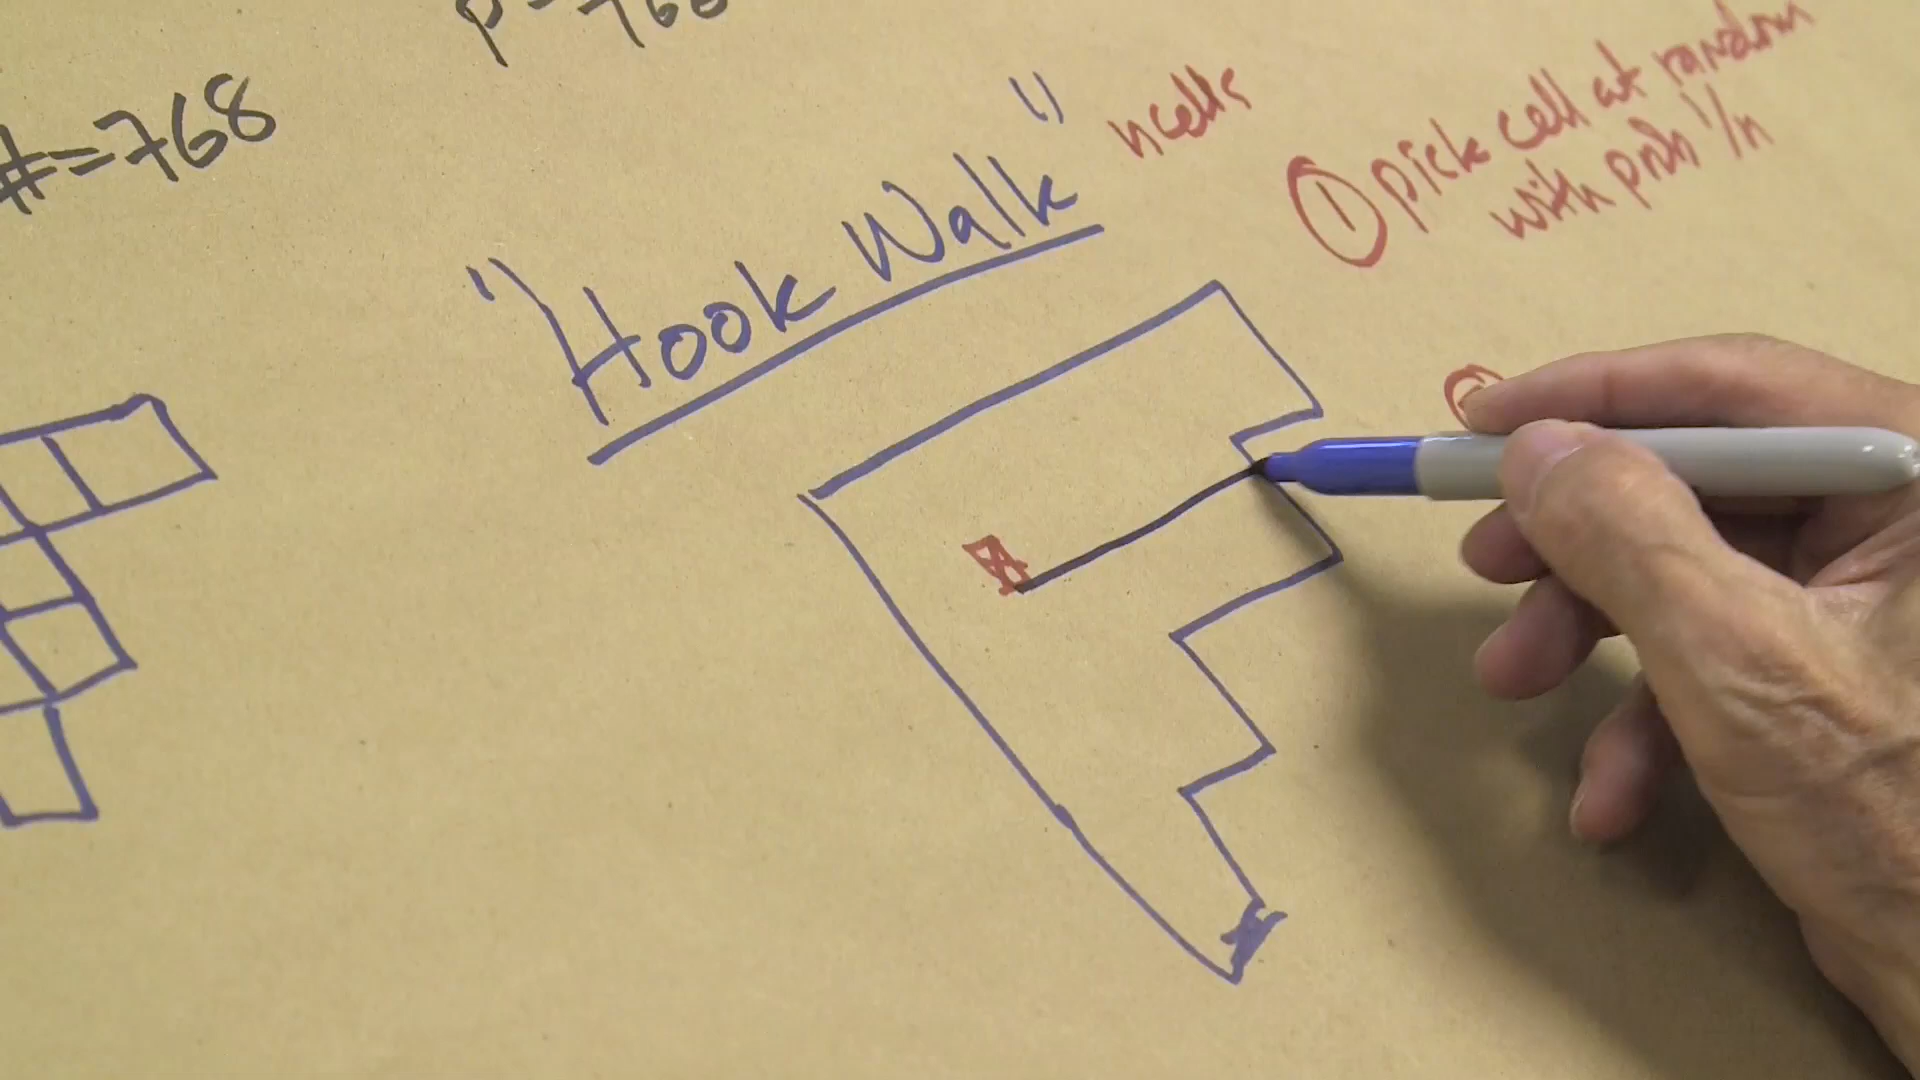 # = 768
"Hook Walk"
n cells
① pick cell at random
with prob 1/n